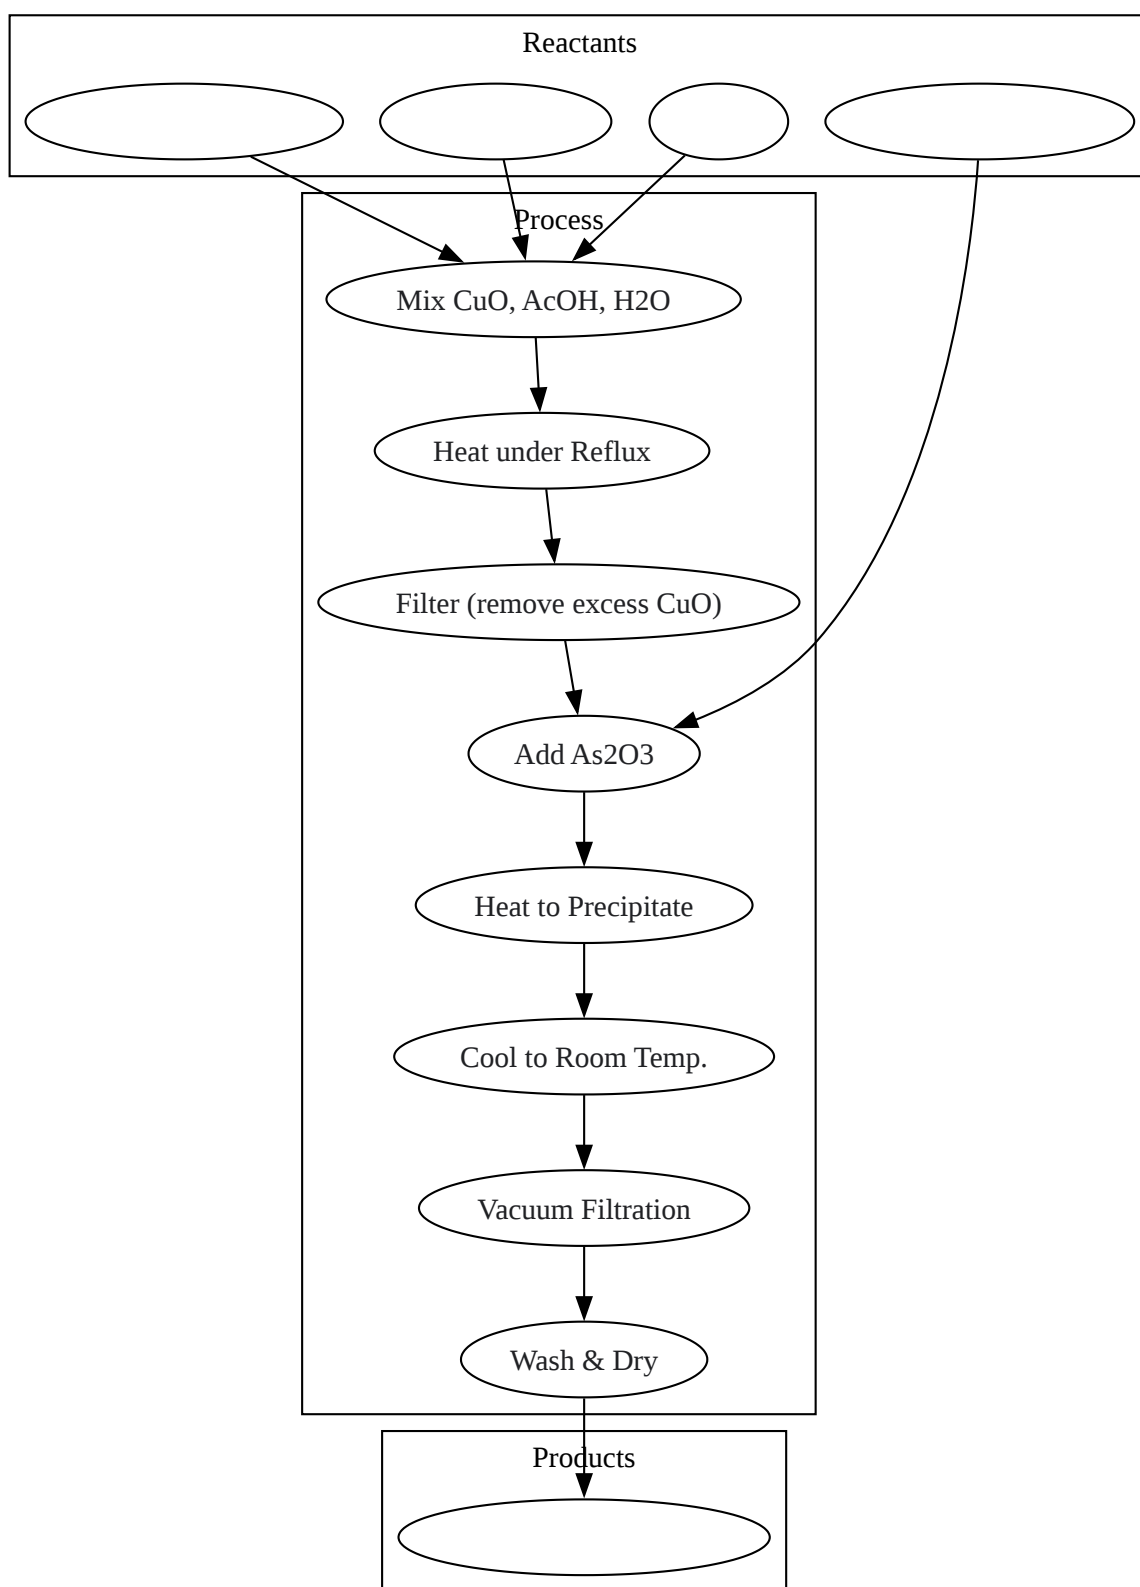 Reactants
Process
Mix CuO, AcOH, H2O
Heat under Reflux
Filter (remove excess CuO)
Add As2O3
Heat to Precipitate
Cool to Room Temp.
Vacuum Filtration
Wash & Dry
Products